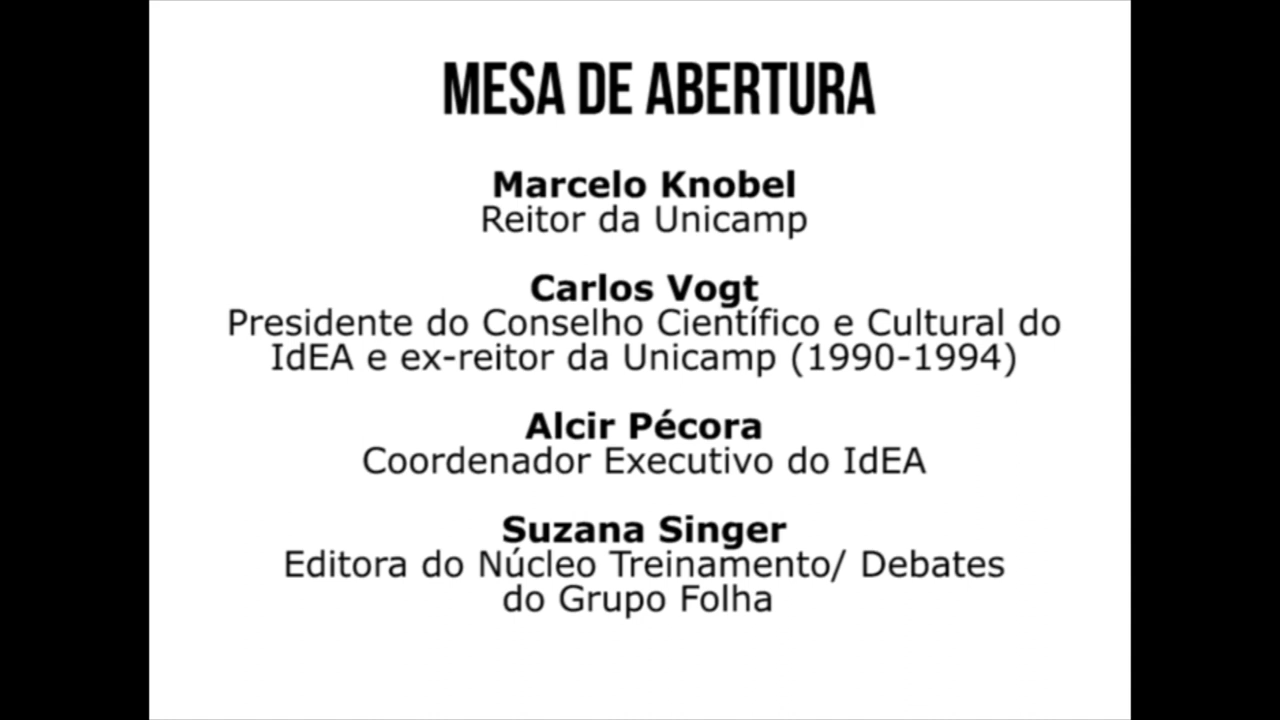 MESA DE ABERTURA
Marcelo Knobel
Reitor da Unicamp
Carlos Vogt
Presidente do Conselho Científico e Cultural do
IdEA e ex-reitor da Unicamp (1990-1994)
Alcir Pécora
Coordenador Executivo do IdEA
Suzana Singer
Editora do Núcleo Treinamento/ Debates
do Grupo Folha